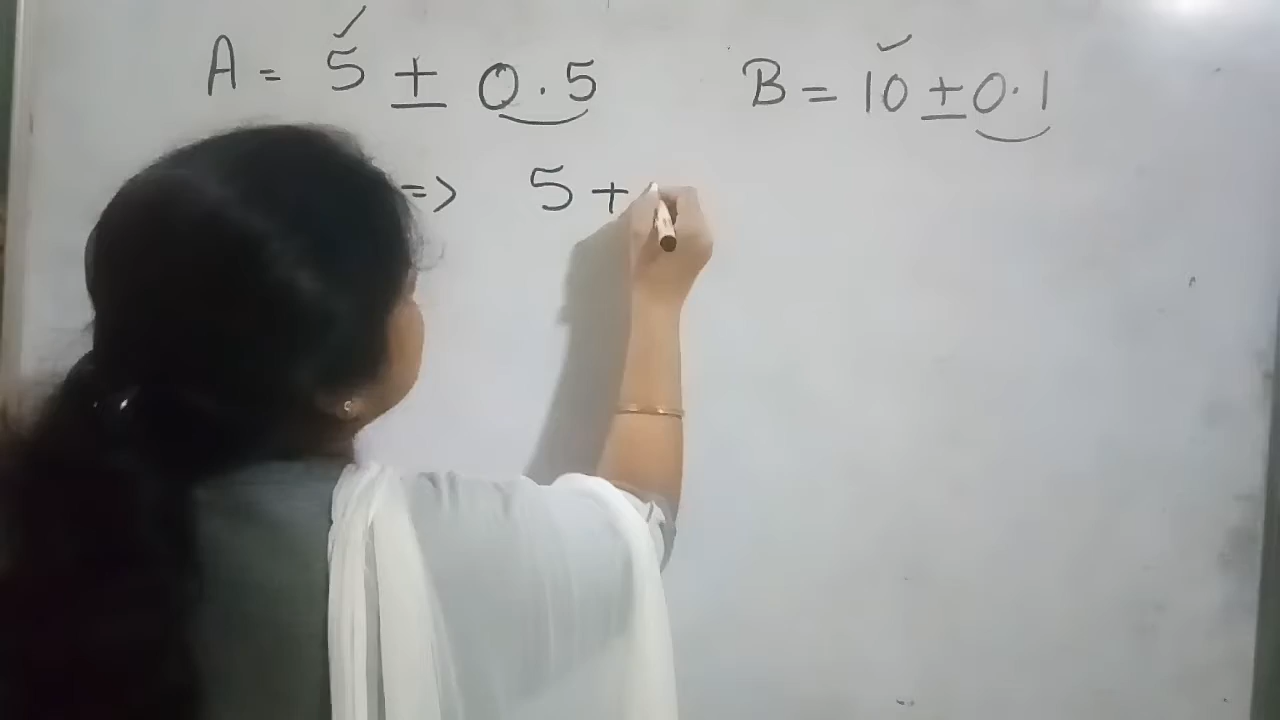 A = 5 ± 0.5 B = 10 ± 0.1
=> 5 +